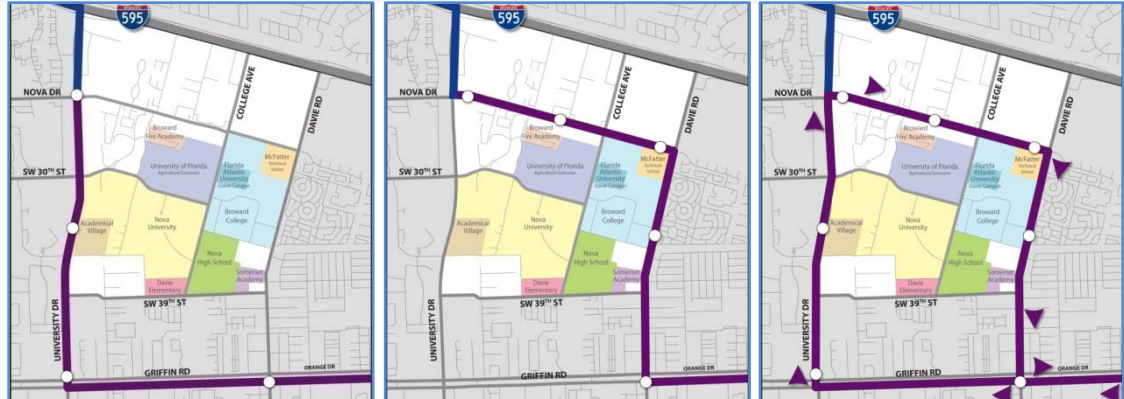 595
NOVA DR
COLLEGE AVE
DAVIE RD
Broward
Fire Academy
University of Florida
Agricultural Extension
Florida
Atlantic
University
Davie Campus
McFatter
Technical
School
SW 30TH ST
Academical
Village
Nova
University
Broward
College
Nova
High School
Somerset
Academy
Davie
Elementary
SW 39TH ST
UNIVERSITY DR
GRIFFIN RD
ORANGE DR
595
NOVA DR
COLLEGE AVE
DAVIE RD
Broward
Fire Academy
University of Florida
Agricultural Extension
Florida
Atlantic
University
Davie Campus
McFatter
Technical
School
SW 30TH ST
Academical
Village
Nova
University
Broward
College
Nova
High School
Somerset
Academy
Davie
Elementary
SW 39TH ST
UNIVERSITY DR
GRIFFIN RD
ORANGE DR
595
NOVA DR
COLLEGE AVE
DAVIE RD
Broward
Fire Academy
University of Florida
Agricultural Extension
Florida
Atlantic
University
Davie Campus
McFatter
Technical
School
SW 30TH ST
Academical
Village
Nova
University
Broward
College
Nova
High School
Somerset
Academy
Davie
Elementary
SW 39TH ST
UNIVERSITY DR
GRIFFIN RD
ORANGE DR